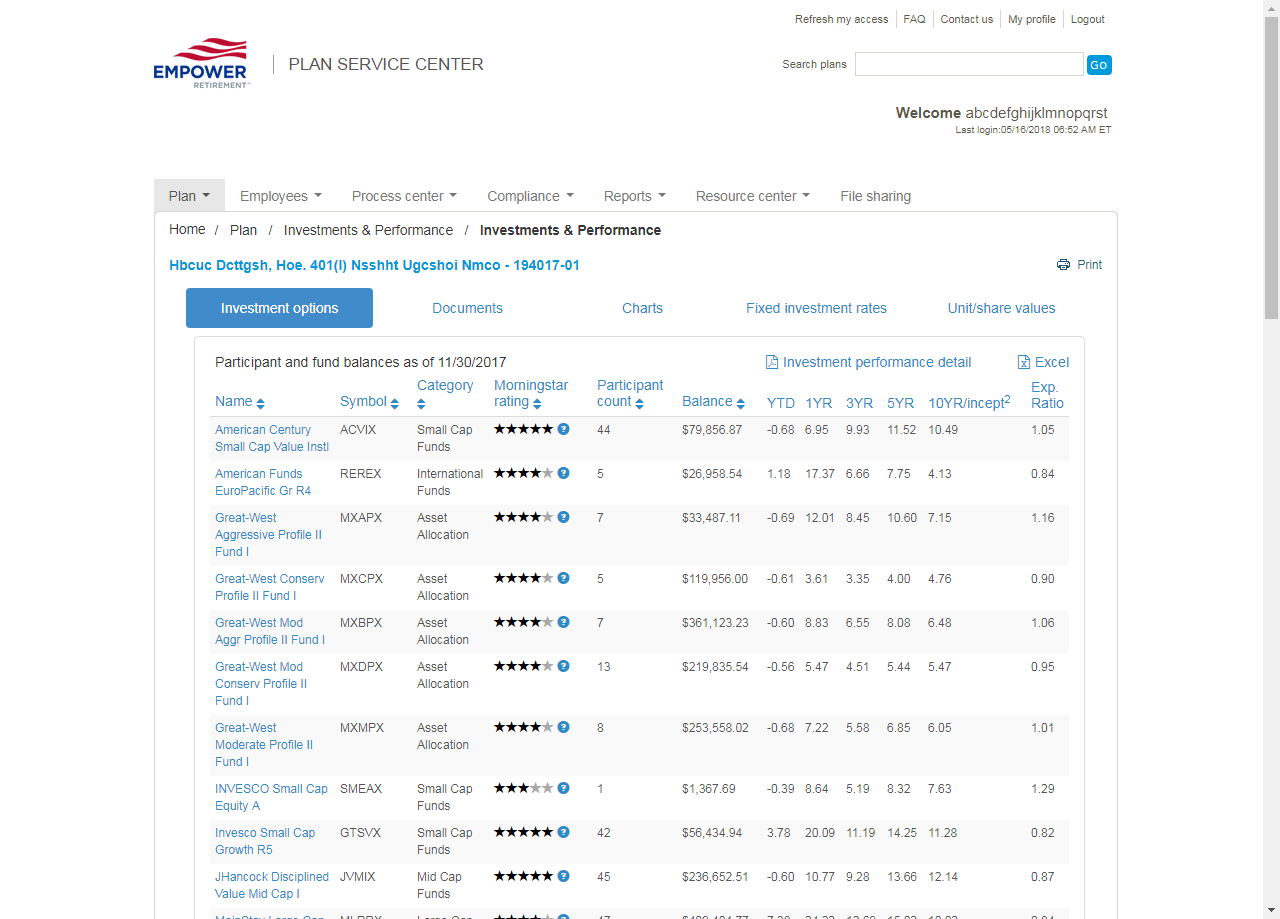 Refresh my access FAQ Contact us My profile Logout
EMPOWER
RETIREMENT™
PLAN SERVICE CENTER
Search plans Go
Welcome abcdefghijklmnopqrst
Last login:05/16/2018 06:52 AM ET
Plan Employees Process center Compliance Reports Resource center File sharing
Home / Plan / Investments & Performance / Investments & Performance
Hbcuc Dcttgsh, Hoe. 401(l) Nsshht Ugcshoi Nmco - 194017-01 Print
Investment options Documents Charts Fixed investment rates Unit/share values
Participant and fund balances as of 11/30/2017 Investment performance detail Excel
Name Symbol Category Morningstar rating Participant count Balance YTD 1YR 3YR 5YR 10YR/incept2 Exp. Ratio
American Century Small Cap Value Instl ACVIX Small Cap Funds ★★★★★ ? 44 $79,856.87 -0.68 6.95 9.93 11.52 10.49 1.05
American Funds EuroPacific Gr R4 REREX International Funds ★★★★★ ? 5 $26,958.54 1.18 17.37 6.66 7.75 4.13 0.84
Great-West Aggressive Profile II Fund I MXAPX Asset Allocation ★★★★★ ? 7 $33,487.11 -0.69 12.01 8.45 10.60 7.15 1.16
Great-West Conserv Profile II Fund I MXCPX Asset Allocation ★★★★★ ? 5 $119,956.00 -0.61 3.61 3.35 4.00 4.76 0.90
Great-West Mod Aggr Profile II Fund I MXBPX Asset Allocation ★★★★★ ? 7 $361,123.23 -0.60 8.83 6.55 8.08 6.48 1.06
Great-West Mod Conserv Profile II Fund I MXDPX Asset Allocation ★★★★★ ? 13 $219,835.54 -0.56 5.47 4.51 5.44 5.47 0.95
Great-West Moderate Profile II Fund I MXMPX Asset Allocation ★★★★★ ? 8 $253,558.02 -0.68 7.22 5.58 6.85 6.05 1.01
INVESCO Small Cap Equity A SMEAX Small Cap Funds ★★★★★ ? 1 $1,367.69 -0.39 8.64 5.19 8.32 7.63 1.29
Invesco Small Cap Growth R5 GTSVX Small Cap Funds ★★★★★ ? 42 $56,434.94 3.78 20.09 11.19 14.25 11.28 0.82
JHancock Disciplined Value Mid Cap I JVMIX Mid Cap Funds ★★★★★ ? 45 $236,652.51 -0.60 10.77 9.28 13.66 12.14 0.87